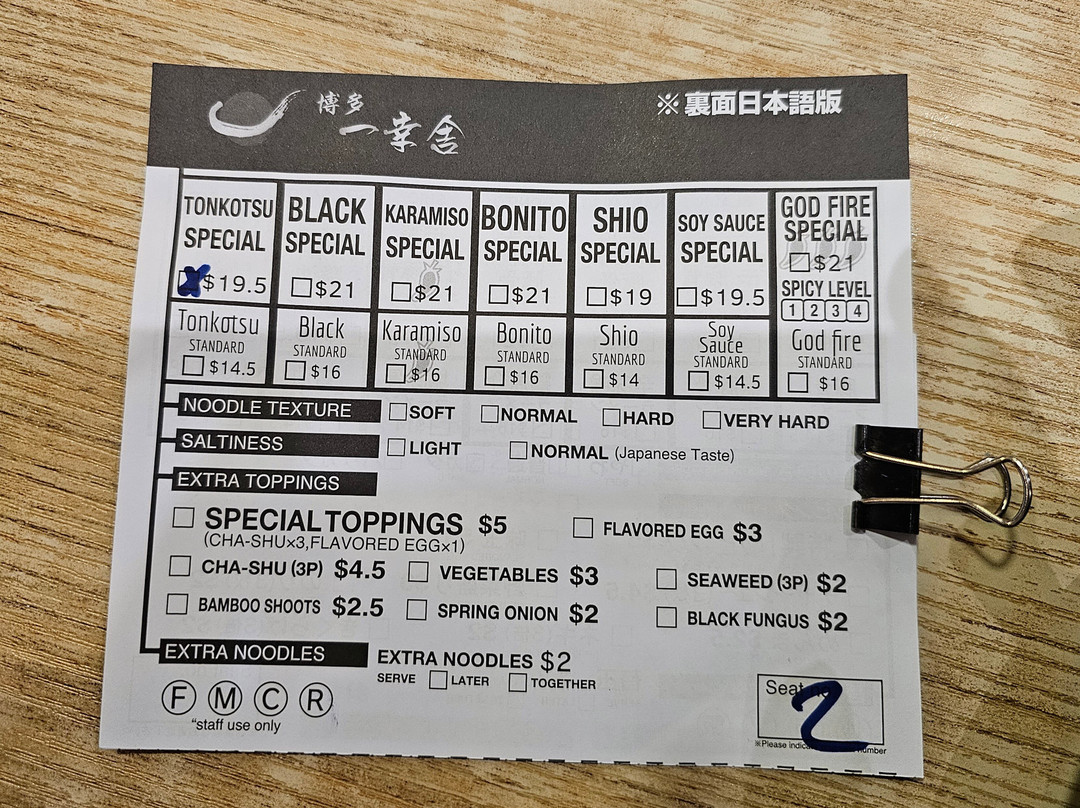 博多
一幸舎
※裏面日本語版
TONKOTSU SPECIAL
$19.5
BLACK SPECIAL
□$21
KARAMISO SPECIAL
□$21
BONITO SPECIAL
□$21
SHIO SPECIAL
□$19
SOY SAUCE SPECIAL
□$19.5
GOD FIRE SPECIAL
□$21
SPICY LEVEL
1 2 3 4
Tonkotsu
STANDARD
□ $14.5
Black
STANDARD
□ $16
Karamiso
STANDARD
□ $16
Bonito
STANDARD
□ $16
Shio
STANDARD
□ $14
Soy Sauce
STANDARD
□ $14.5
God fire
STANDARD
□ $16
NOODLE TEXTURE □SOFT □NORMAL □HARD □VERY HARD
SALTINESS □LIGHT □NORMAL (Japanese Taste)
EXTRA TOPPINGS
□ SPECIAL TOPPINGS $5 □ FLAVORED EGG $3
(CHA-SHU×3,FLAVORED EGG×1)
□ CHA-SHU (3P) $4.5 □ VEGETABLES $3 □ SEAWEED (3P) $2
□ BAMBOO SHOOTS $2.5 □ SPRING ONION $2 □ BLACK FUNGUS $2
EXTRA NOODLES EXTRA NOODLES $2
SERVE □LATER □TOGETHER
Ⓕ Ⓜ Ⓒ Ⓡ
"staff use only
Seat
2
※Please